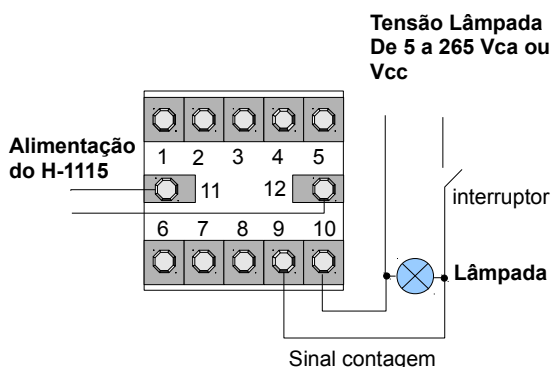 Tensão Lâmpada
De 5 a 265 Vca ou
Vcc
Alimentação
do H-1115
1 2 3 4 5
11 12
6 7 8 9 10
interruptor
Lâmpada
Sinal contagem